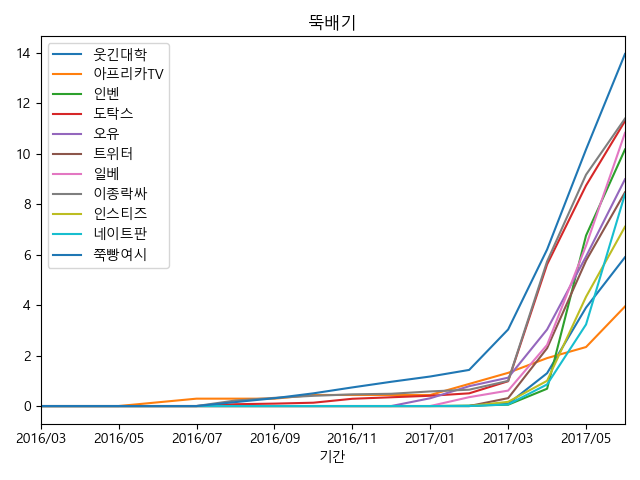 뚝배기
14
12
10
8
6
4
2
0
웃긴대학
아프리카TV
인벤
도탁스
오유
트위터
일베
이종락싸
인스티즈
네이트판
쭉빵여시
2016/03 2016/05 2016/07 2016/09 2016/11 2017/01 2017/03 2017/05
기간